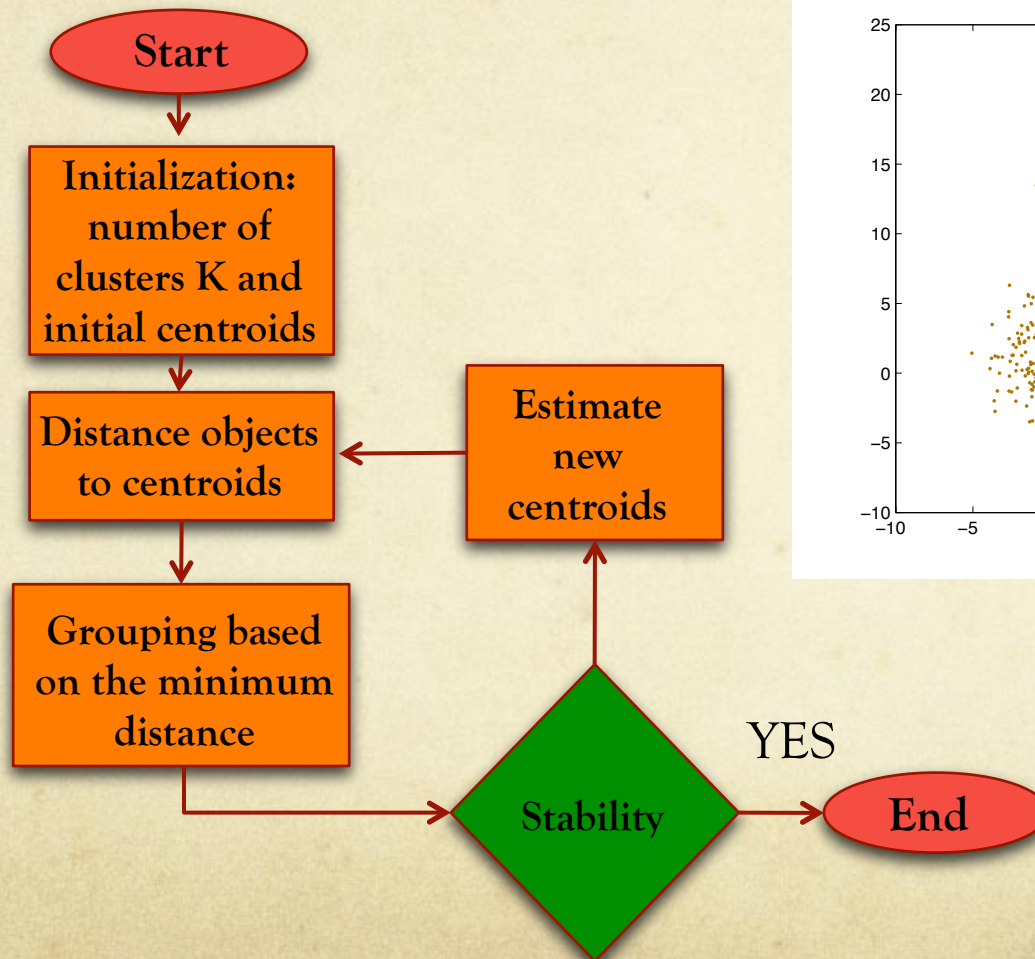 Start
Initialization:
number of
clusters K and
initial centroids
Distance objects
to centroids
Grouping based
on the minimum
distance
Estimate
new
centroids
Stability
YES
End
25
20
15
10
5
0
−5
−10
−10 −5